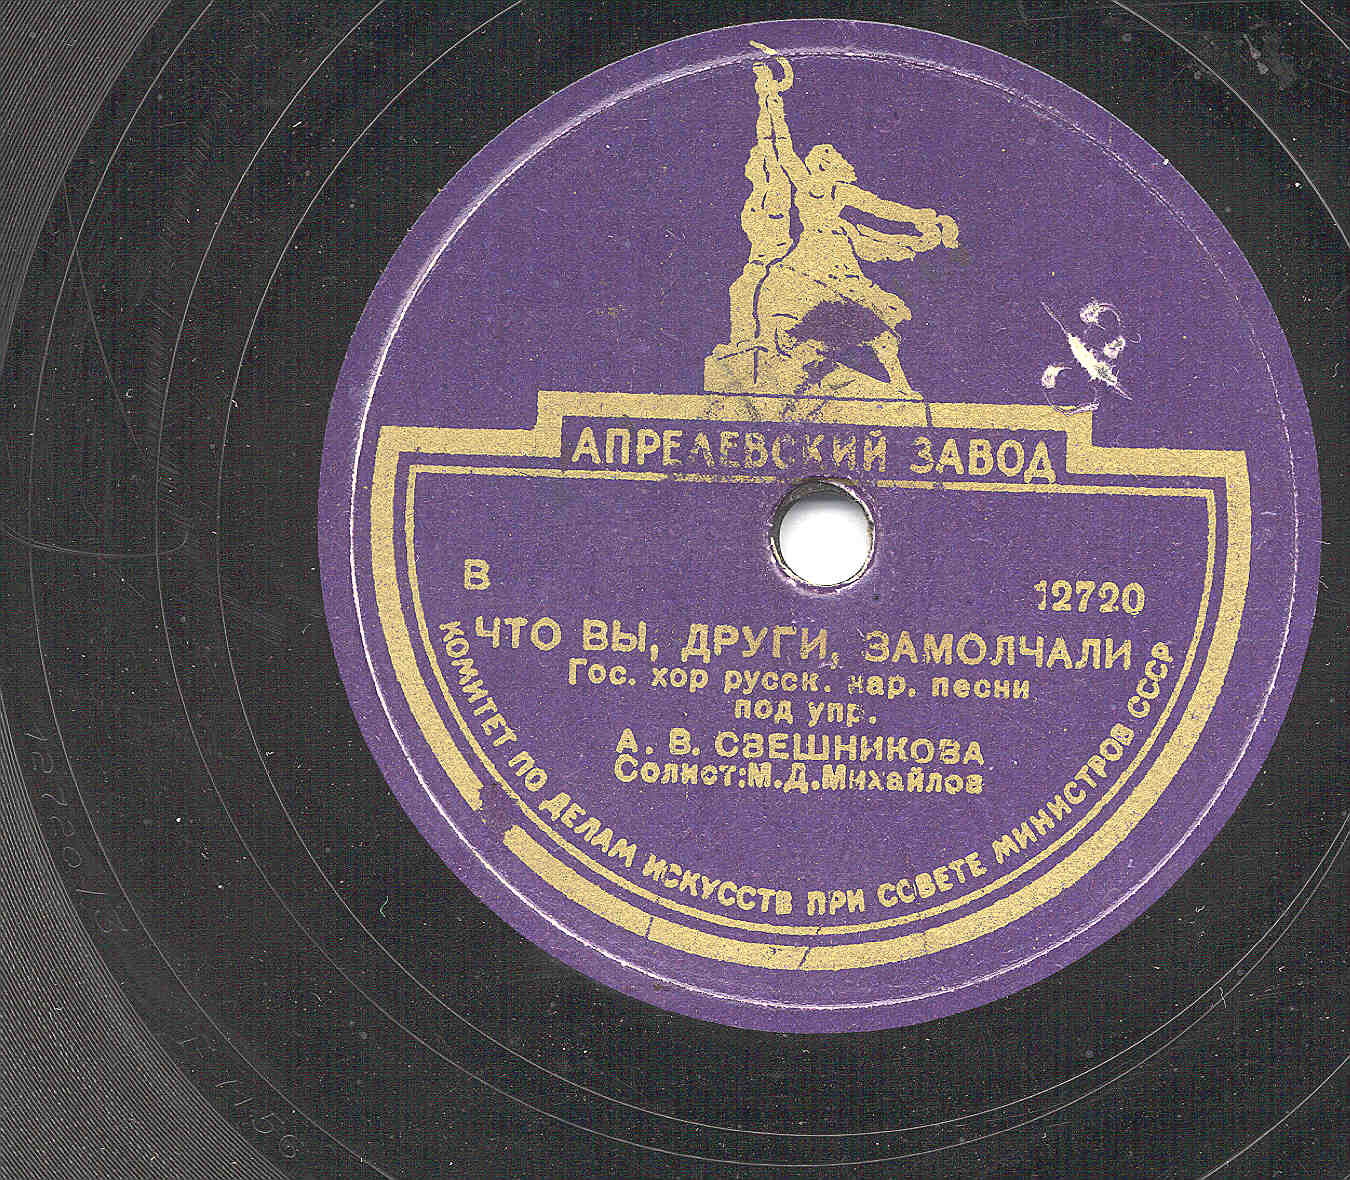 АПРЕЛЕВСКИЙ ЗАВОД
В
12720
ЧТО ВЫ, ДРУГИ, ЗАМОЛЧАЛИ
Гос. хор русск. нар. песни
под упр.
А. В. СВЕШНИКОВА
Солист:М.Д.Михайлов
КОМИТЕТ ПО ДЕЛАМ ИСКУССТВ ПРИ СОВЕТЕ МИНИСТРОВ СССР